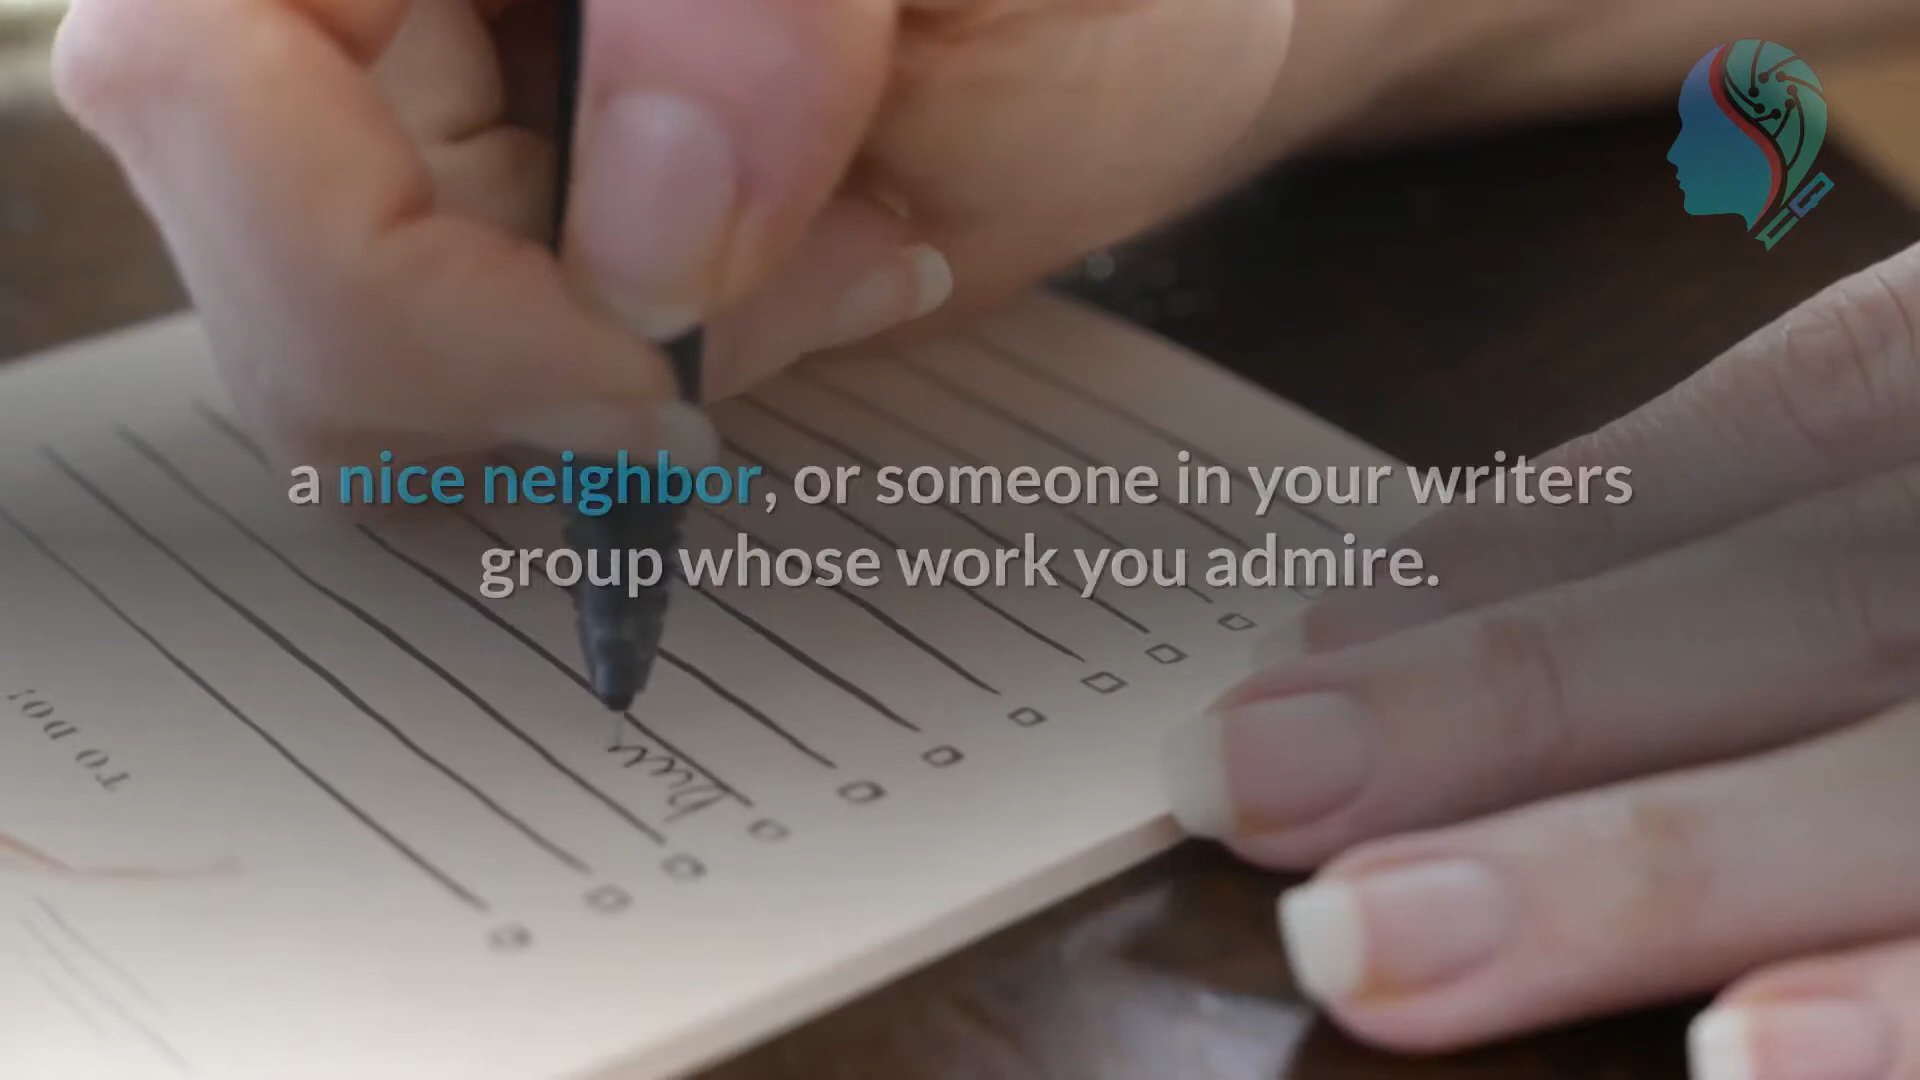 a nice neighbor, or someone in your writers
group whose work you admire.
TO DO!